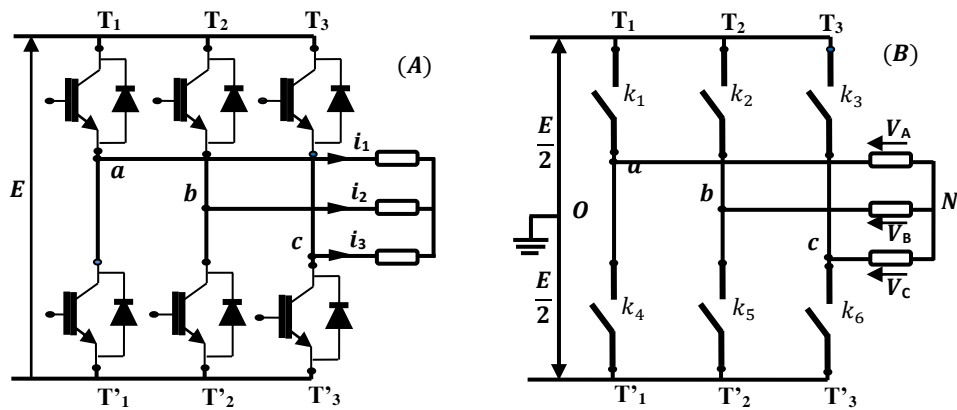 T1 T2 T3
(A)
E
a
i1
b
i2
c
i3
T'1 T'2 T'3
T1 T2 T3
(B)
k1 k2 k3
E/2
VA
a
O
b
N
VB
c
VC
E/2
k4 k5 k6
T'1 T'2 T'3